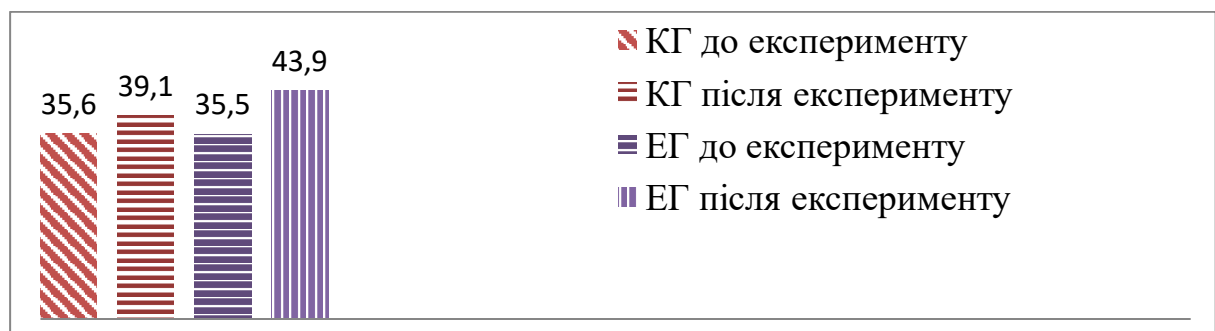 35,6
39,1
35,5
43,9
КГ до експерименту
КГ після експерименту
ЕГ до експерименту
ЕГ після експерименту